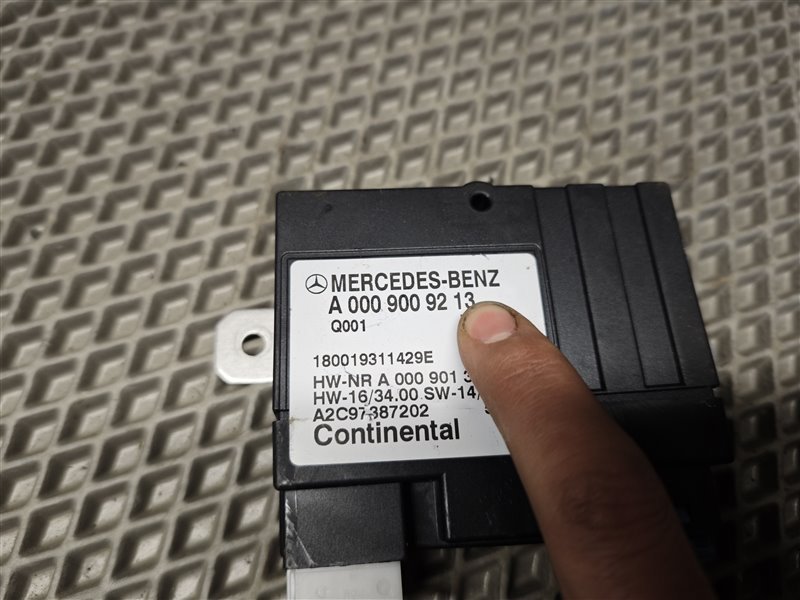 MERCEDES-BENZ
A 000 900 92 13
Q001
180019311429E
HW-NR A 000 901
HW-16/34.00 SW-14/
A2C97387202
Continental